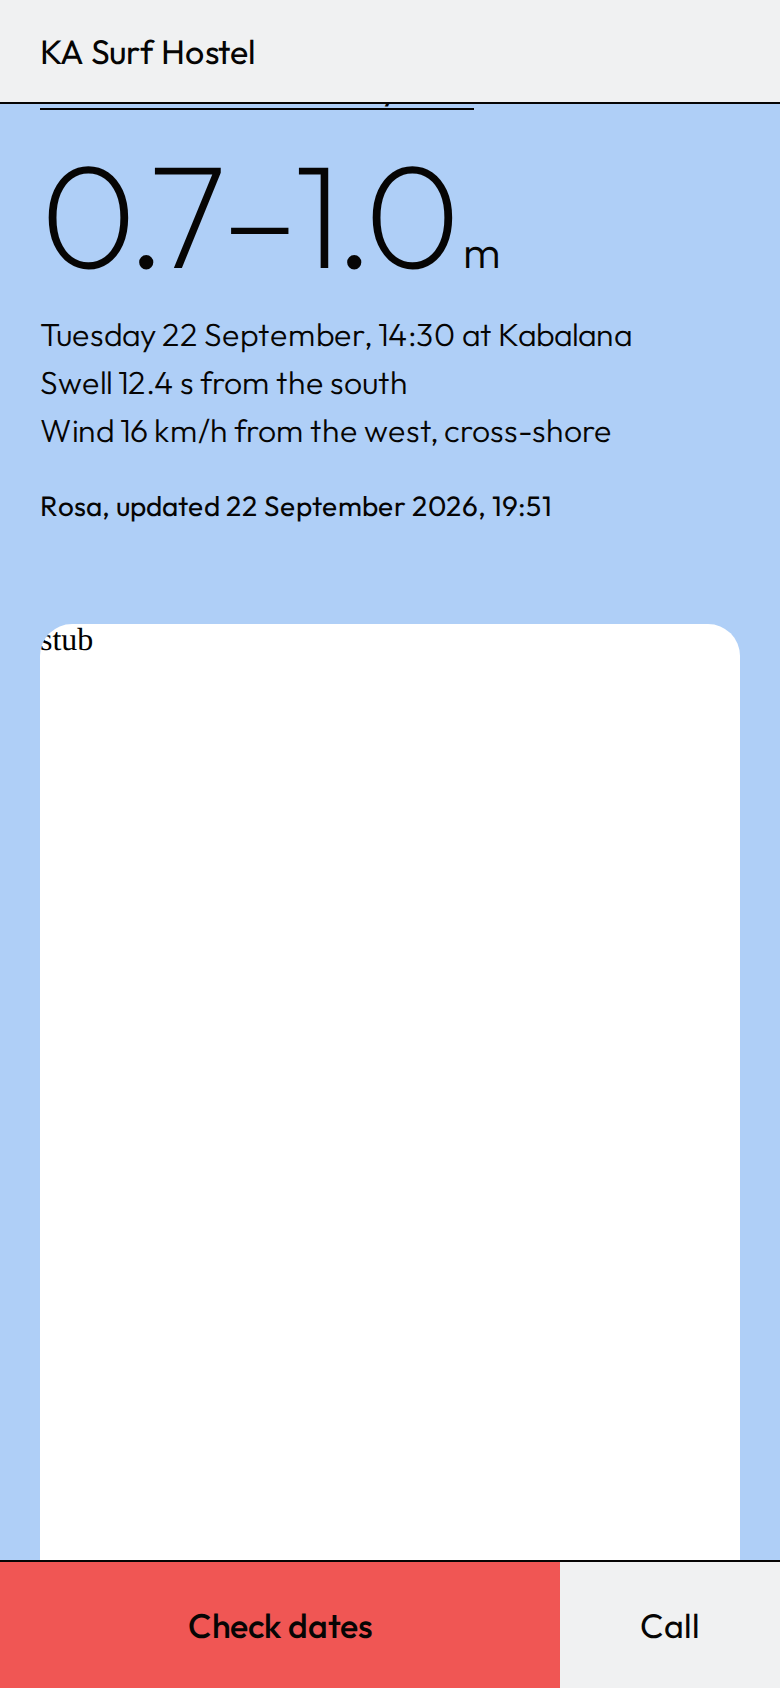 KA Surf Hostel
0.7–1.0 m
Tuesday 22 September, 14:30 at Kabalana
Swell 12.4 s from the south
Wind 16 km/h from the west, cross-shore
Rosa, updated 22 September 2026, 19:51
stub
Check dates
Call